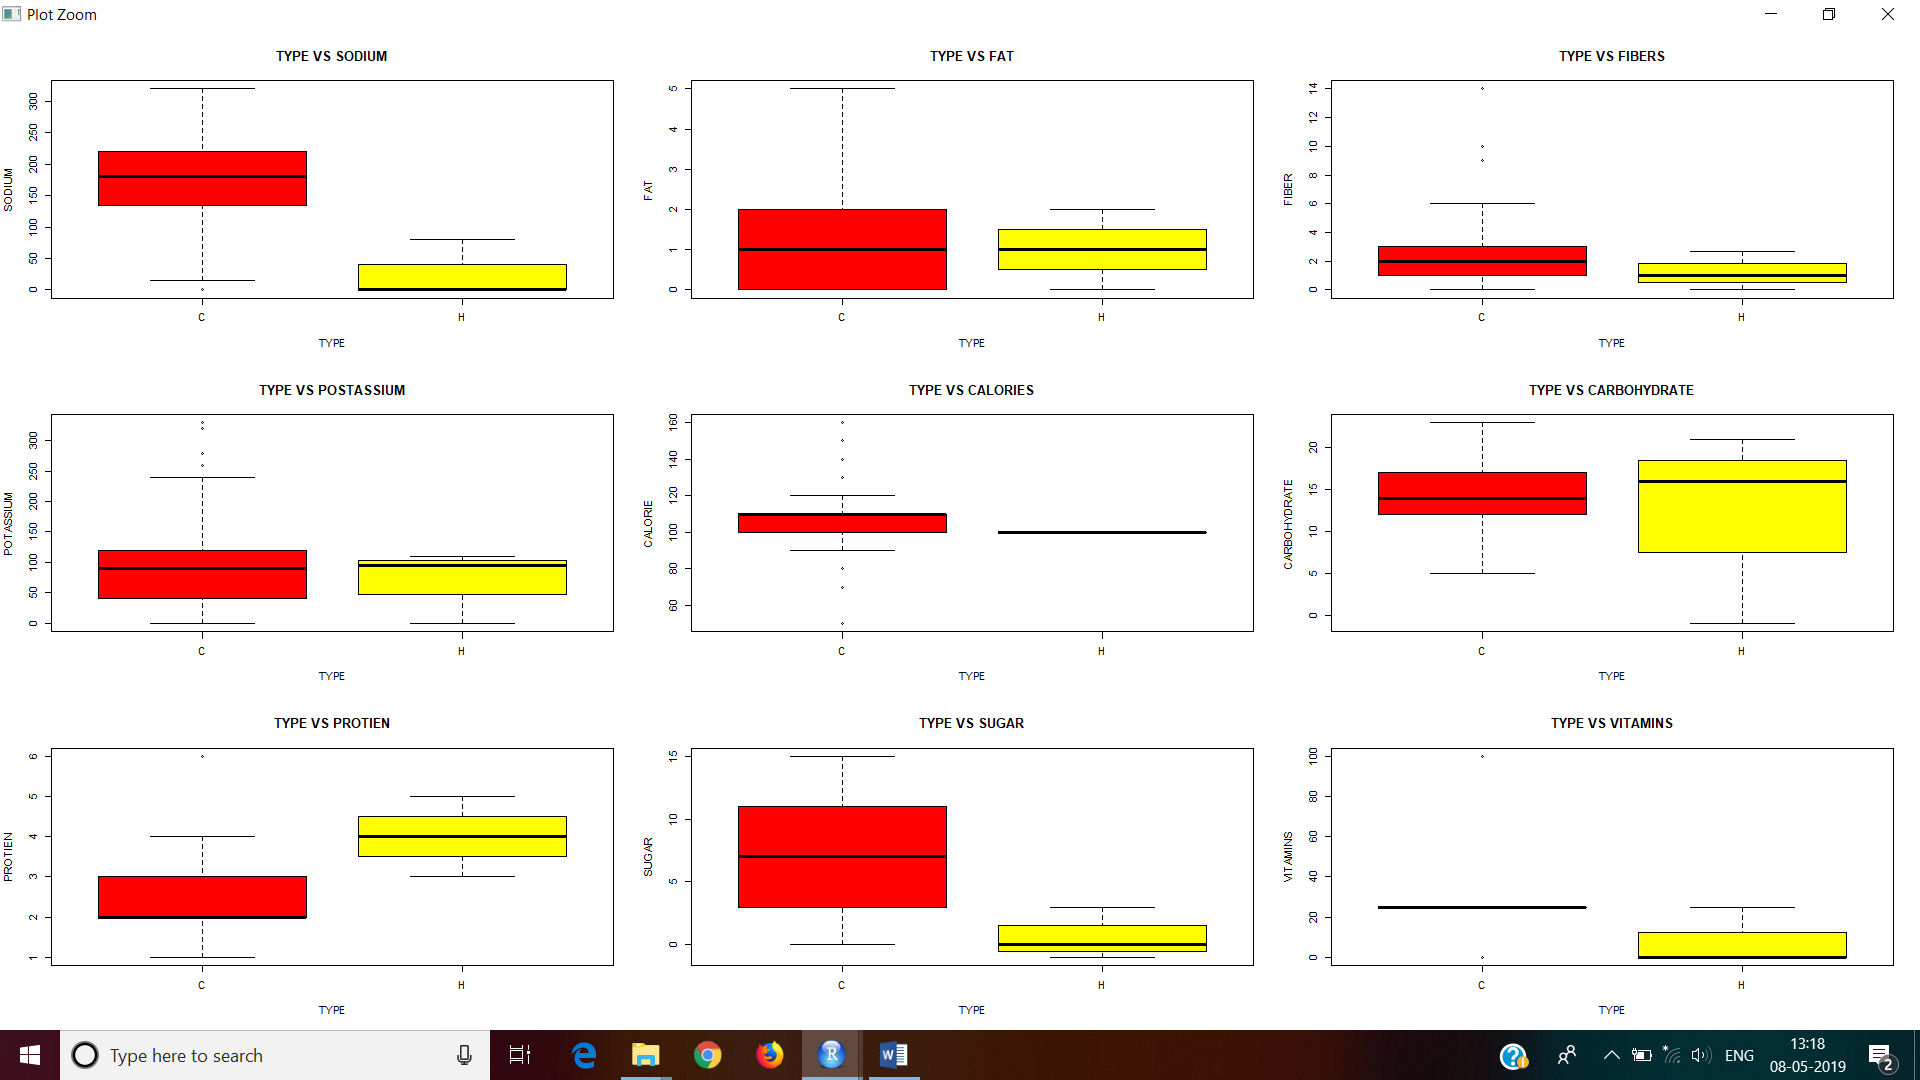 Plot Zoom
TYPE VS SODIUM
SODIUM
0 50 100 150 200 250 300
C H
TYPE
TYPE VS FAT
FAT
0 1 2 3 4 5
C H
TYPE
TYPE VS FIBERS
FIBER
0 2 4 6 8 10 12 14
C H
TYPE
TYPE VS POSTASSIUM
POTASSIUM
0 50 100 150 200 250 300
C H
TYPE
TYPE VS CALORIES
CALORIE
60 80 100 120 140 160
C H
TYPE
TYPE VS CARBOHYDRATE
CARBOHYDRATE
0 5 10 15 20
C H
TYPE
TYPE VS PROTIEN
PROTIEN
1 2 3 4 5 6
C H
TYPE
TYPE VS SUGAR
SUGAR
0 5 10 15
C H
TYPE
TYPE VS VITAMINS
VITAMINS
0 20 40 60 80 100
C H
TYPE
Type here to search
R
W
ENG
13:18
08-05-2019
2